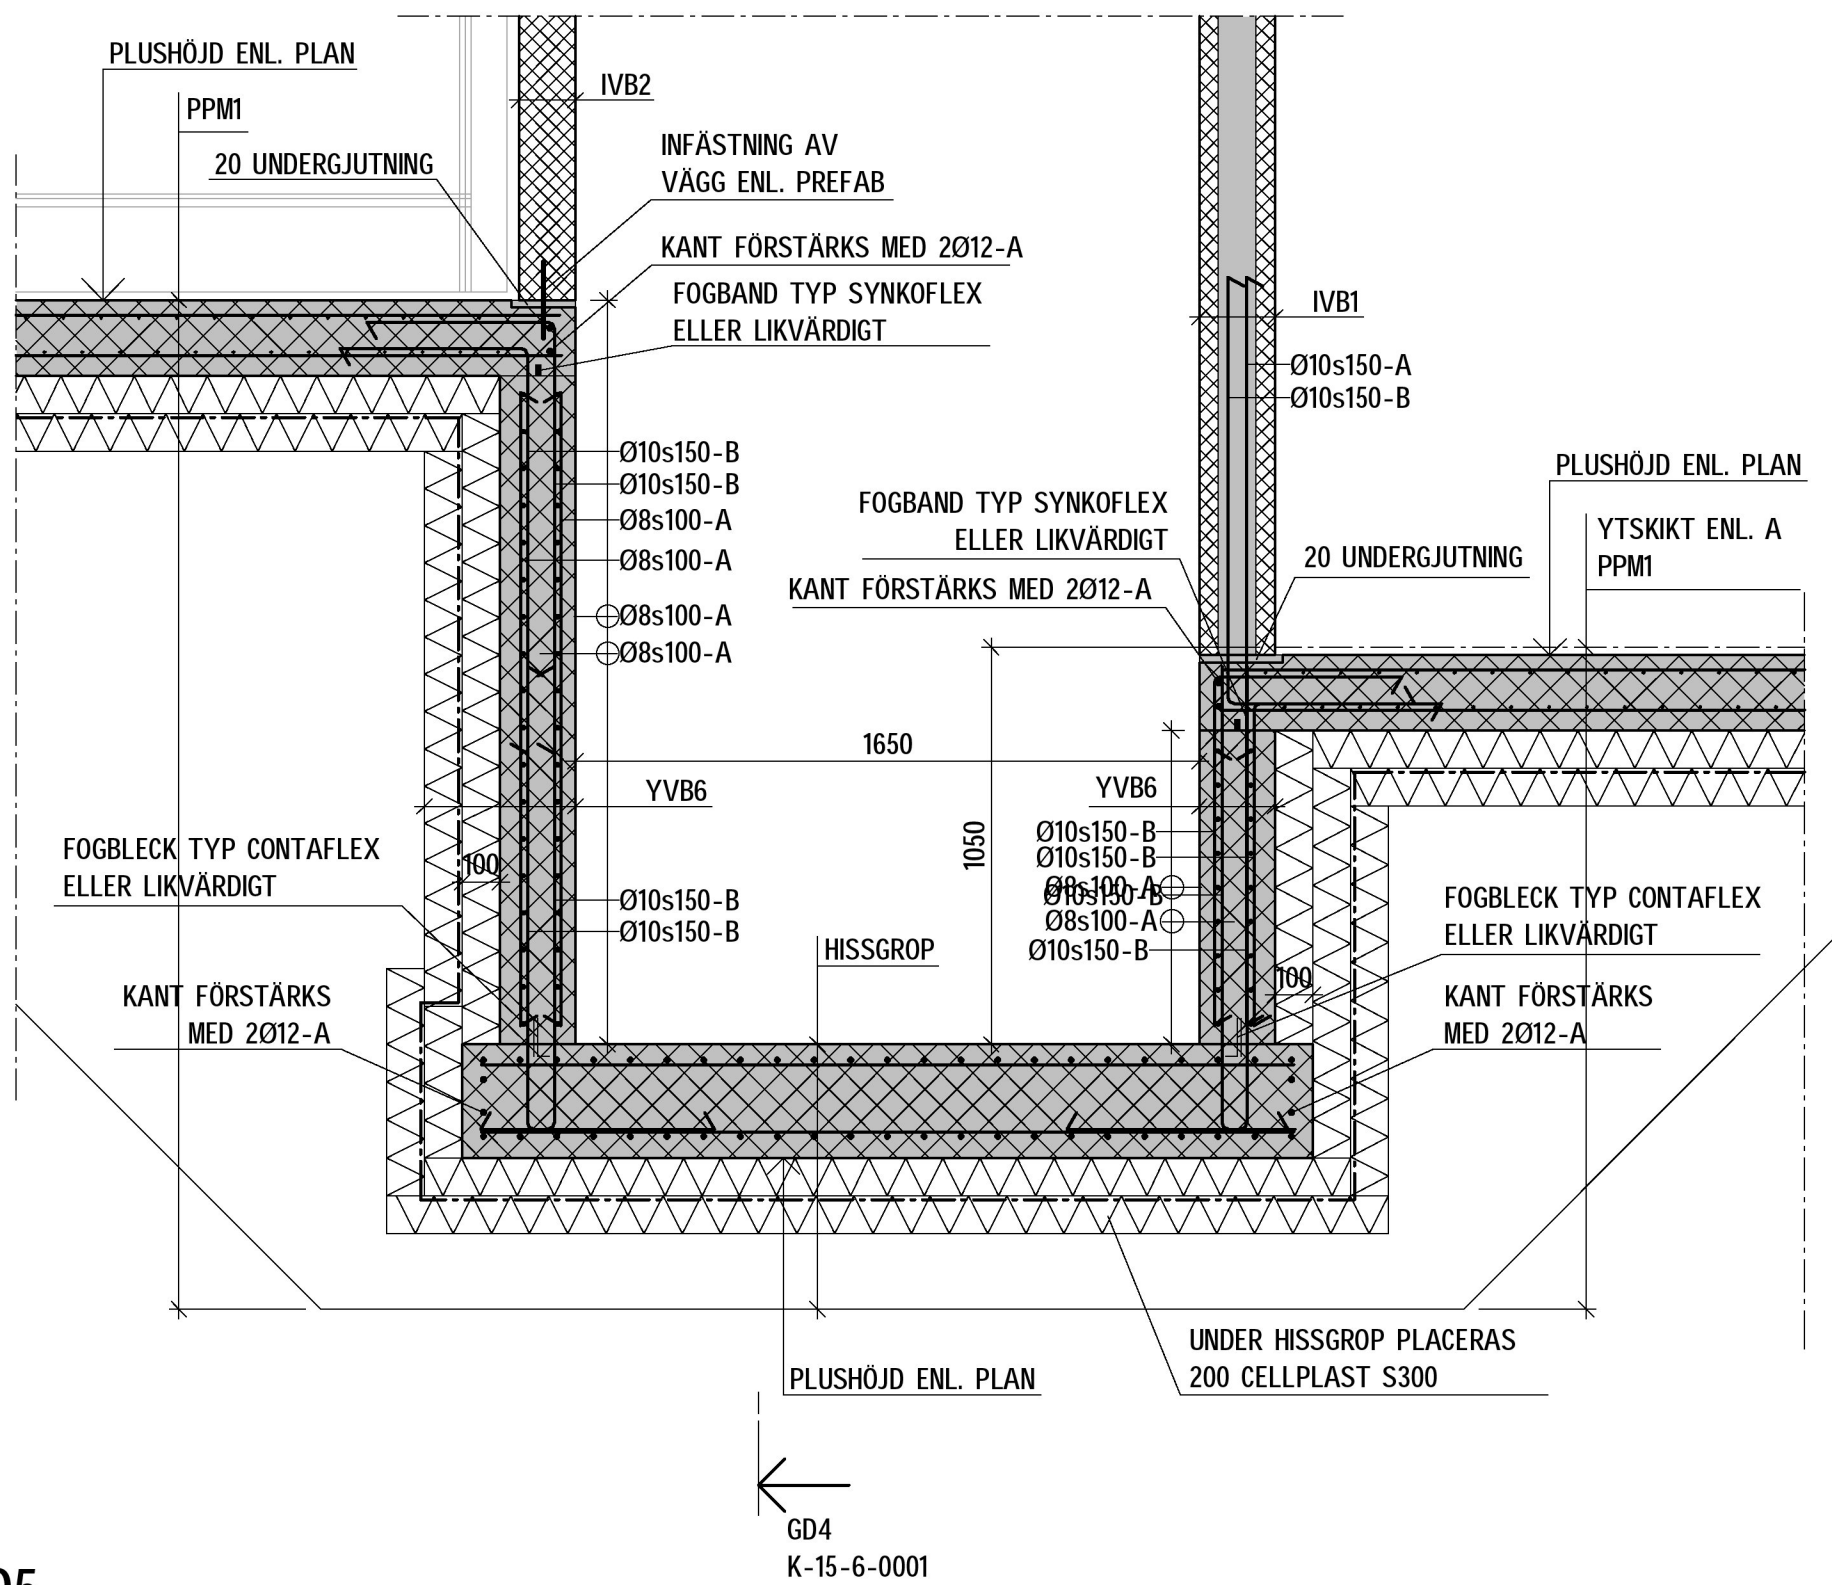 PLUSHÖJD ENL. PLAN
PPM1
20 UNDERGJUTNING
IVB2
INFÄSTNING AV
VÄGG ENL. PREFAB
KANT FÖRSTÄRKS MED 2Ø12-A
FOGBAND TYP SYNKOFLEX
ELLER LIKVÄRDIGT
IVB1
Ø10s150-A
Ø10s150-B
Ø10s150-B
Ø10s150-B
Ø8s100-A
Ø8s100-A
Ø8s100-A
Ø8s100-A
PLUSHÖJD ENL. PLAN
FOGBAND TYP SYNKOFLEX
ELLER LIKVÄRDIGT
YTSKIKT ENL. A
PPM1
20 UNDERGJUTNING
KANT FÖRSTÄRKS MED 2Ø12-A
1650
YVB6
YVB6
1050
FOGBLECK TYP CONTAFLEX
ELLER LIKVÄRDIGT
100
Ø10s150-B
Ø10s150-B
Ø10s150-B
Ø10s150-B
Ø8s100-A
Ø10s150-B
Ø8s100-A
Ø10s150-B
FOGBLECK TYP CONTAFLEX
ELLER LIKVÄRDIGT
HISSGROP
100
KANT FÖRSTÄRKS
MED 2Ø12-A
KANT FÖRSTÄRKS
MED 2Ø12-A
UNDER HISSGROP PLACERAS
200 CELLPLAST S300
PLUSHÖJD ENL. PLAN
GD4
K-15-6-0001